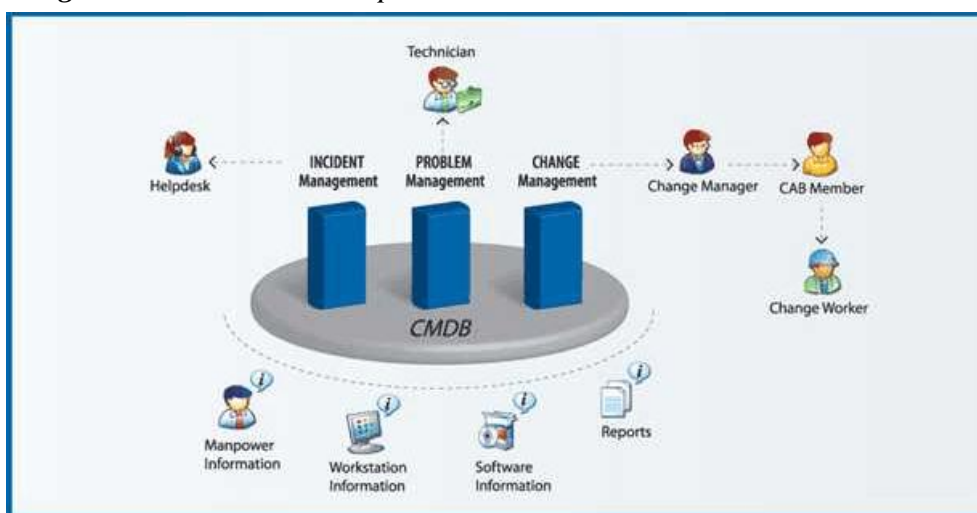 Technician
Helpdesk
INCIDENT
Management
PROBLEM
Management
CHANGE
Management
Change Manager
CAB Member
Change Worker
CMDB
Manpower
Information
Workstation
Information
Software
Information
Reports